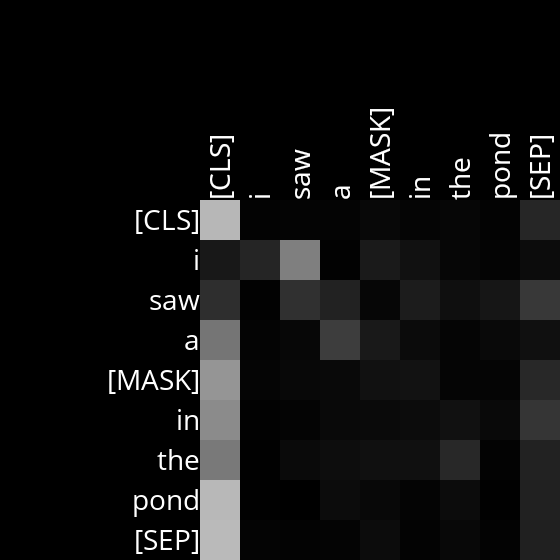 [CLS] i saw a [MASK] in the pond [SEP]
[CLS]
i
saw
a
[MASK]
in
the
pond
[SEP]